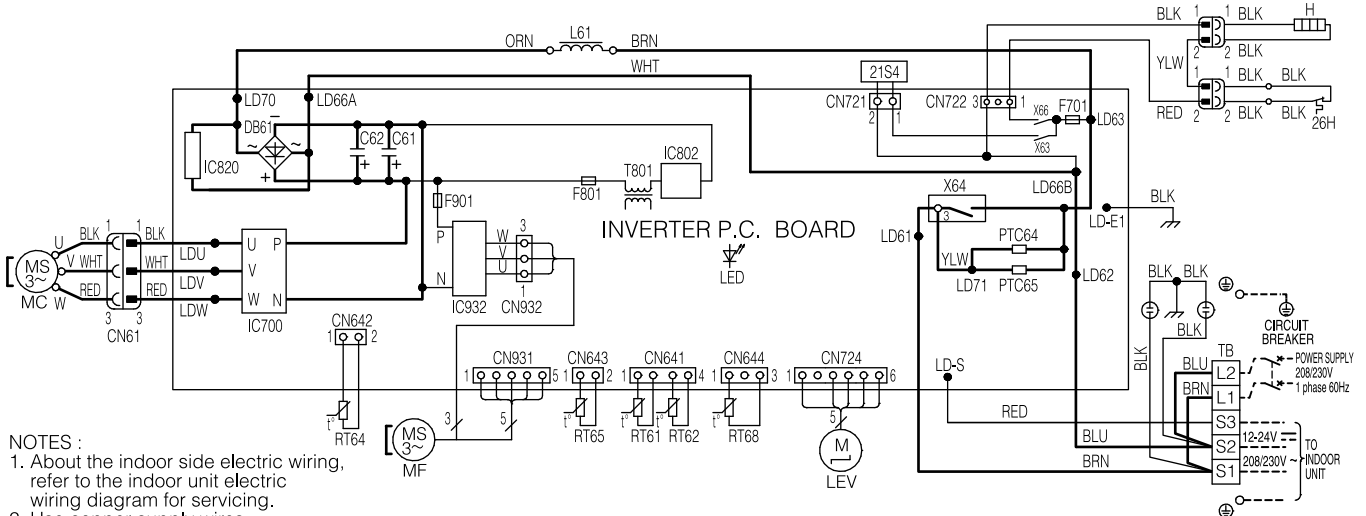 BLK 1 1 BLK H
ORN L61 BRN
2 2 BLK
WHT
YLW
21S4
1 1 BLK BLK
LD70 LD66A
CN721 CN722 3 1
F701
RED 2 2 BLK BLK
2 1
X66
LD63
26H
DB61 −
X63
C62 C61
~ ~
IC820
IC802
T801
+ + +
F801
X64 LD66B
F901
BLK
LD-E1
3
INVERTER P.C. BOARD
P
W 3
V
U
1
LD61
PTC64
YLW
LD71 PTC65
LD62
LED
U BLK 1 1 BLK
LDU
U P
MS
3~
V WHT WHT
LDV
V
W RED RED
LDW
W N
MC
3 3
CN61
IC700
N
IC932 CN932
BLK BLK
BLK
BLK
CIRCUIT
BREAKER
TB
POWER SUPPLY
208/230V
1 phase 60Hz
BLU L2
BRN L1
CN642
1 2
CN931
1 5
CN643
1 2
CN641
1 4
CN644
1 3
CN724
1 6
LD-S
RED S3
BLU S2 12-24V
BRN S1 208/230V ~
TO
INDOOR
UNIT
t° RT64
3 5
t° RT65
t° RT61
t° RT62
t° RT68
5
MS
3~
MF
M
LEV
NOTES :
1. About the indoor side electric wiring,
refer to the indoor unit electric
wiring diagram for servicing.
2. Use copper supply wires.